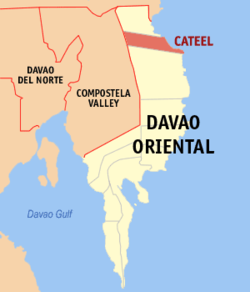 CATEEL
DAVAO
DEL NORTE
COMPOSTELA
VALLEY
DAVAO
ORIENTAL
Davao Gulf